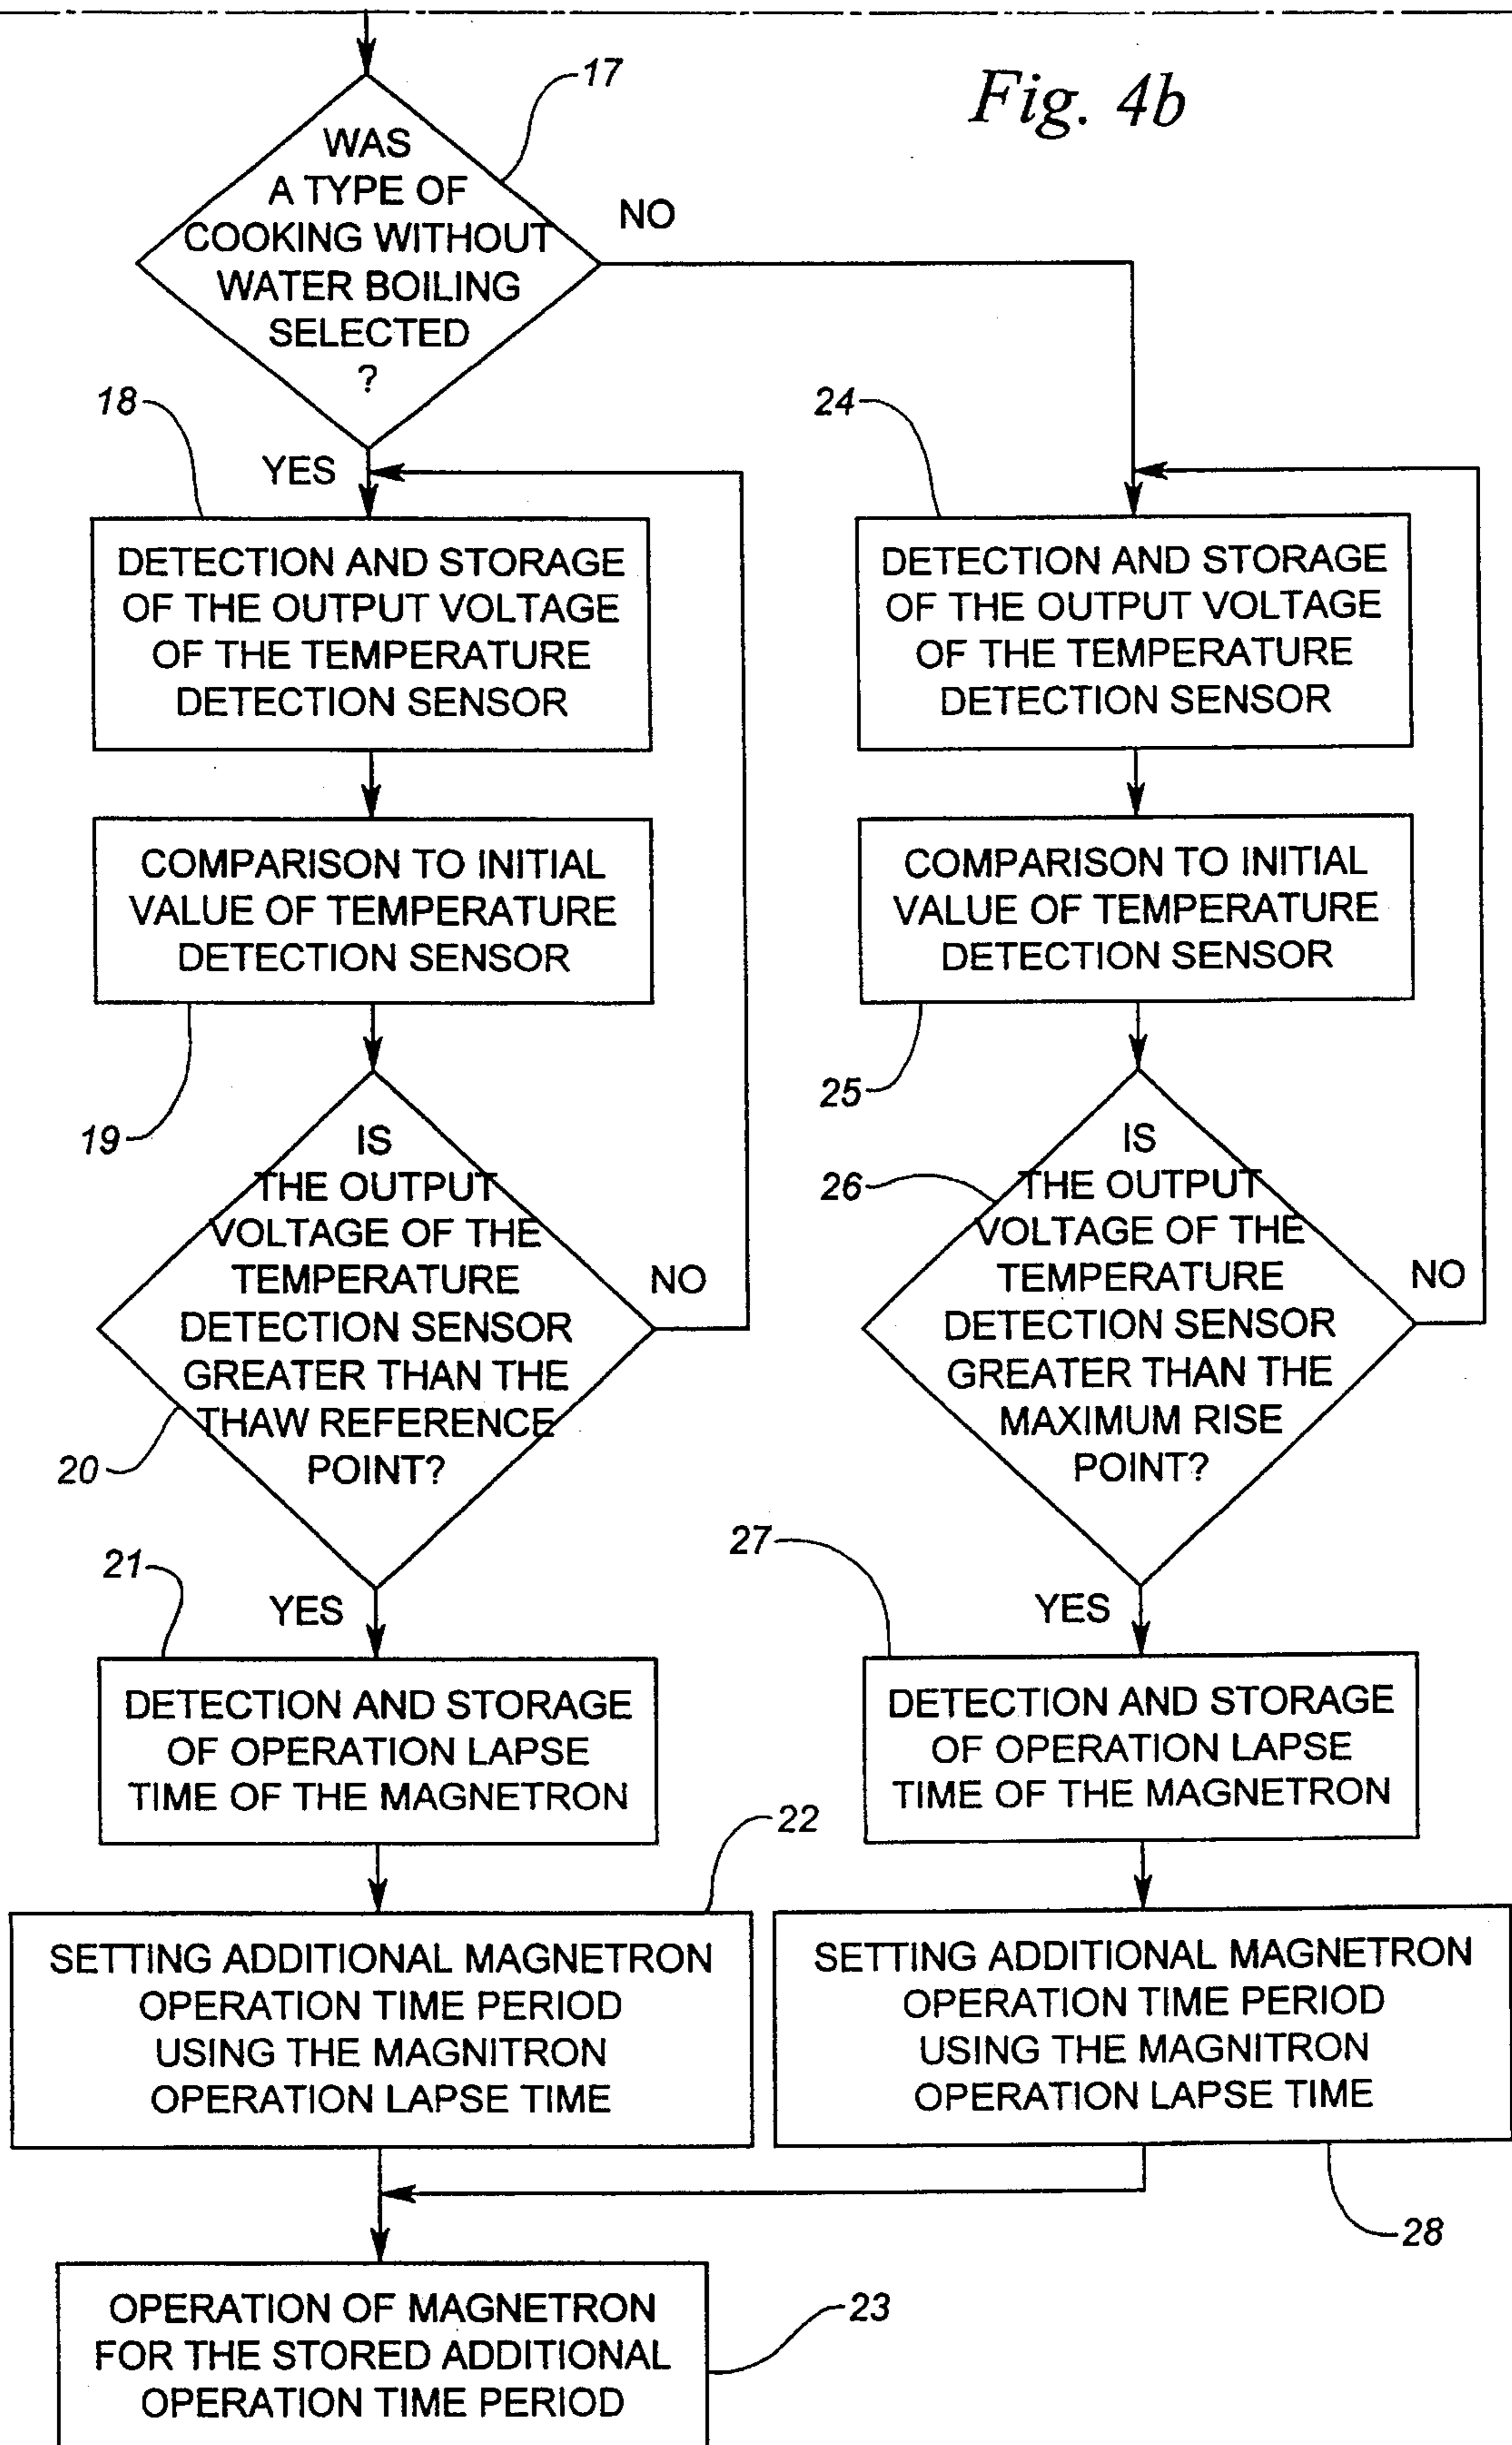 Fig. 4b
17
WAS
A TYPE OF
COOKING WITHOUT
WATER BOILING
SELECTED
?
NO
YES
18
DETECTION AND STORAGE
OF THE OUTPUT VOLTAGE
OF THE TEMPERATURE
DETECTION SENSOR
COMPARISON TO INITIAL
VALUE OF TEMPERATURE
DETECTION SENSOR
19
IS
THE OUTPUT
VOLTAGE OF THE
TEMPERATURE
DETECTION SENSOR
GREATER THAN THE
THAW REFERENCE
POINT?
NO
20
YES
21
DETECTION AND STORAGE
OF OPERATION LAPSE
TIME OF THE MAGNETRON
22
SETTING ADDITIONAL MAGNETRON
OPERATION TIME PERIOD
USING THE MAGNITRON
OPERATION LAPSE TIME
24
DETECTION AND STORAGE
OF THE OUTPUT VOLTAGE
OF THE TEMPERATURE
DETECTION SENSOR
COMPARISON TO INITIAL
VALUE OF TEMPERATURE
DETECTION SENSOR
25
26
IS
THE OUTPUT
VOLTAGE OF THE
TEMPERATURE
DETECTION SENSOR
GREATER THAN THE
MAXIMUM RISE
POINT?
NO
YES
27
DETECTION AND STORAGE
OF OPERATION LAPSE
TIME OF THE MAGNETRON
SETTING ADDITIONAL MAGNETRON
OPERATION TIME PERIOD
USING THE MAGNITRON
OPERATION LAPSE TIME
28
OPERATION OF MAGNETRON
FOR THE STORED ADDITIONAL
OPERATION TIME PERIOD
23